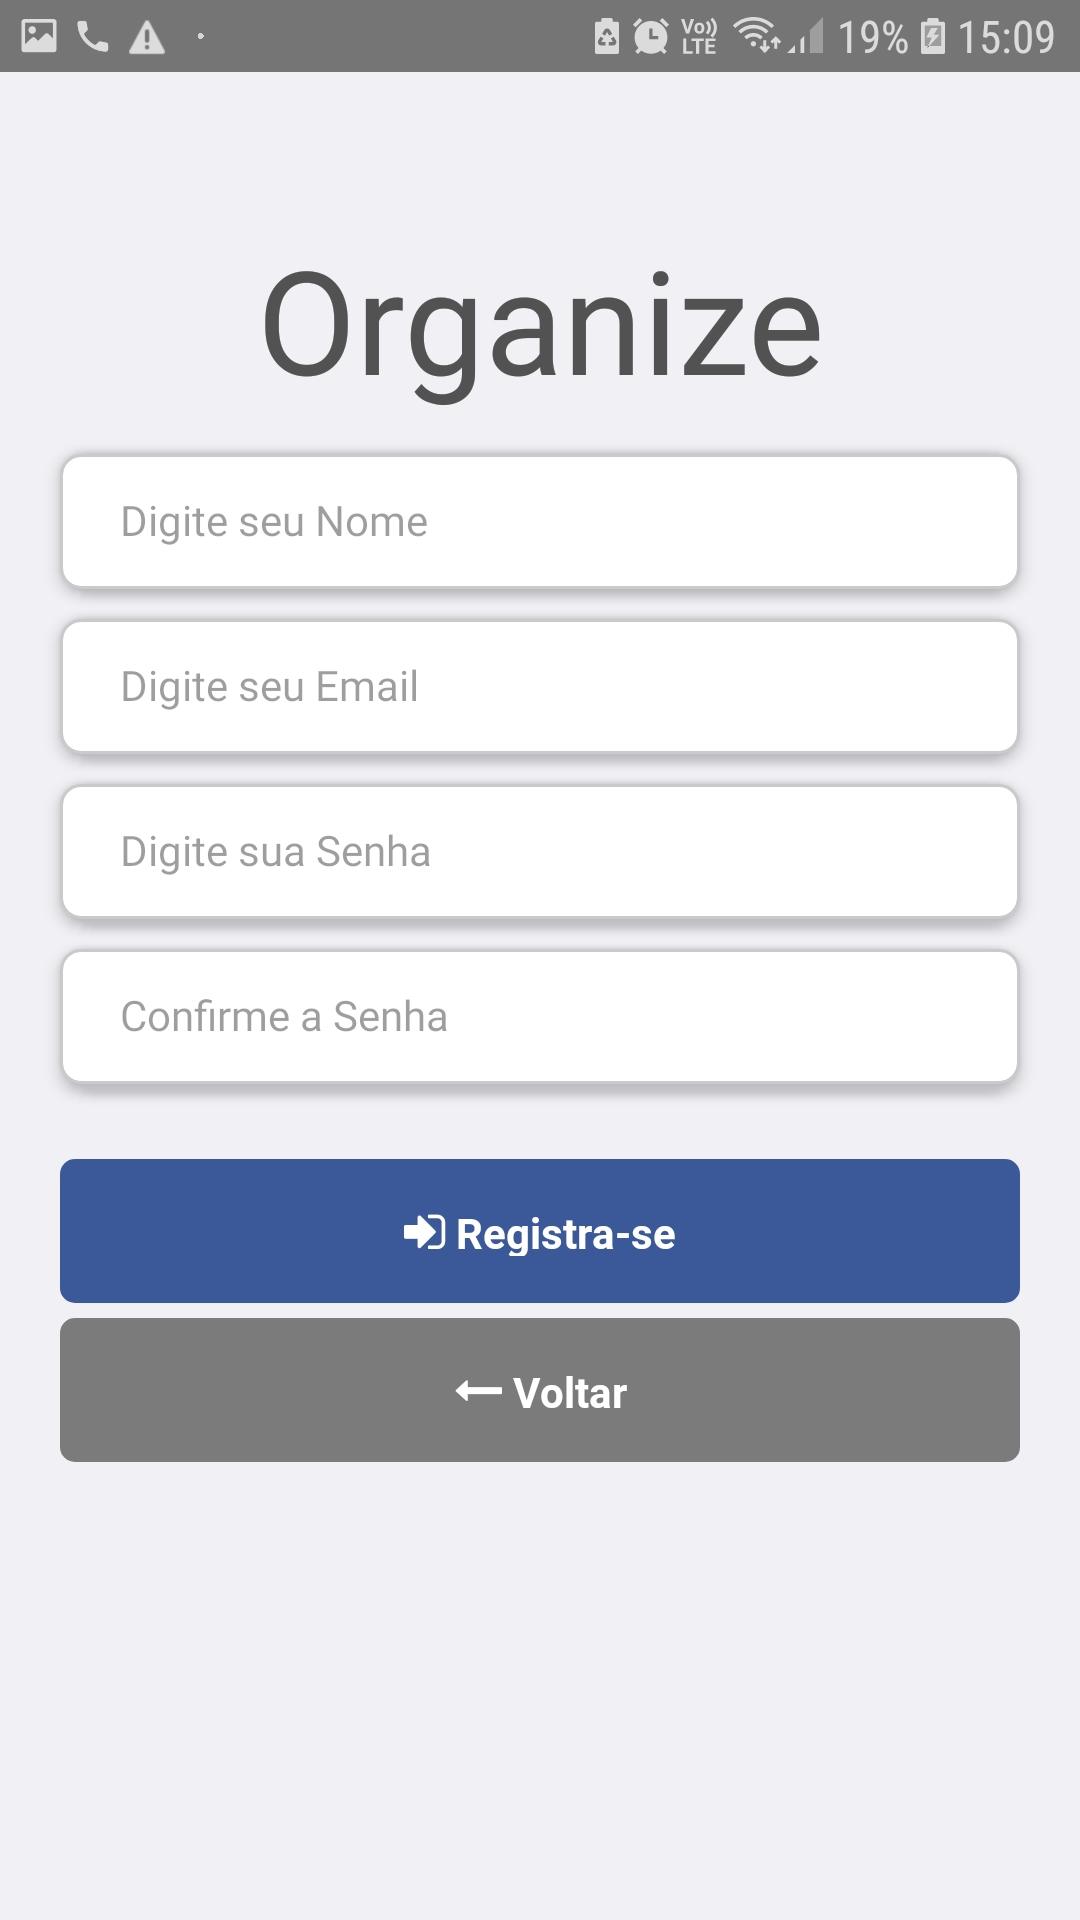 Vo)) LTE 19% 15:09
Organize
Digite seu Nome
Digite seu Email
Digite sua Senha
Confirme a Senha
Registra-se
Voltar